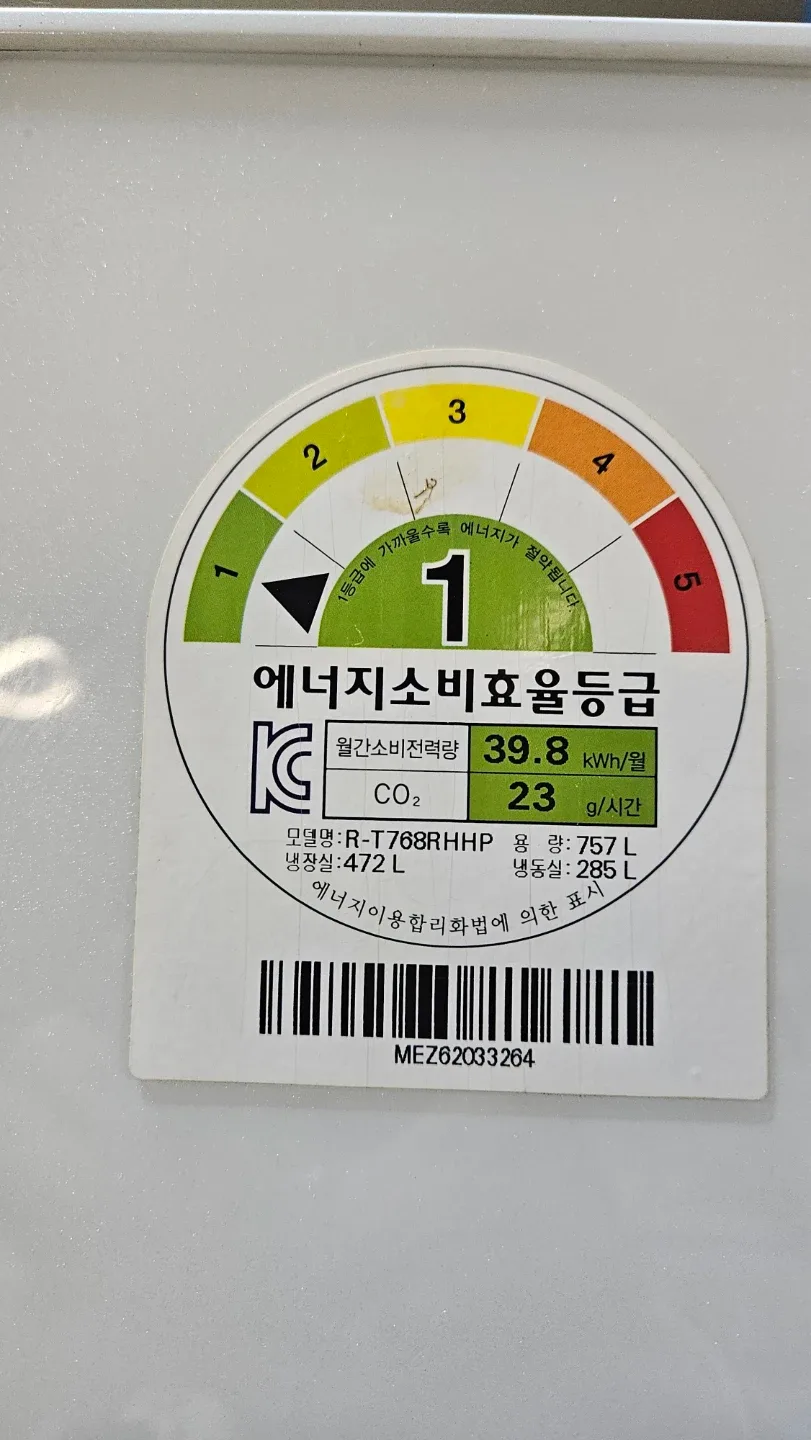 1 2 3 4 5
1등급에 가까울수록 에너지가 절약됩니다.
1
에너지소비효율등급
KC
월간소비전력량 39.8 kWh/월
CO₂ 23 g/시간
모델명:R-T768RHHP 용 량:757 L
냉장실:472 L 냉동실:285 L
에너지이용합리화법에 의한 표시
MEZ62033264